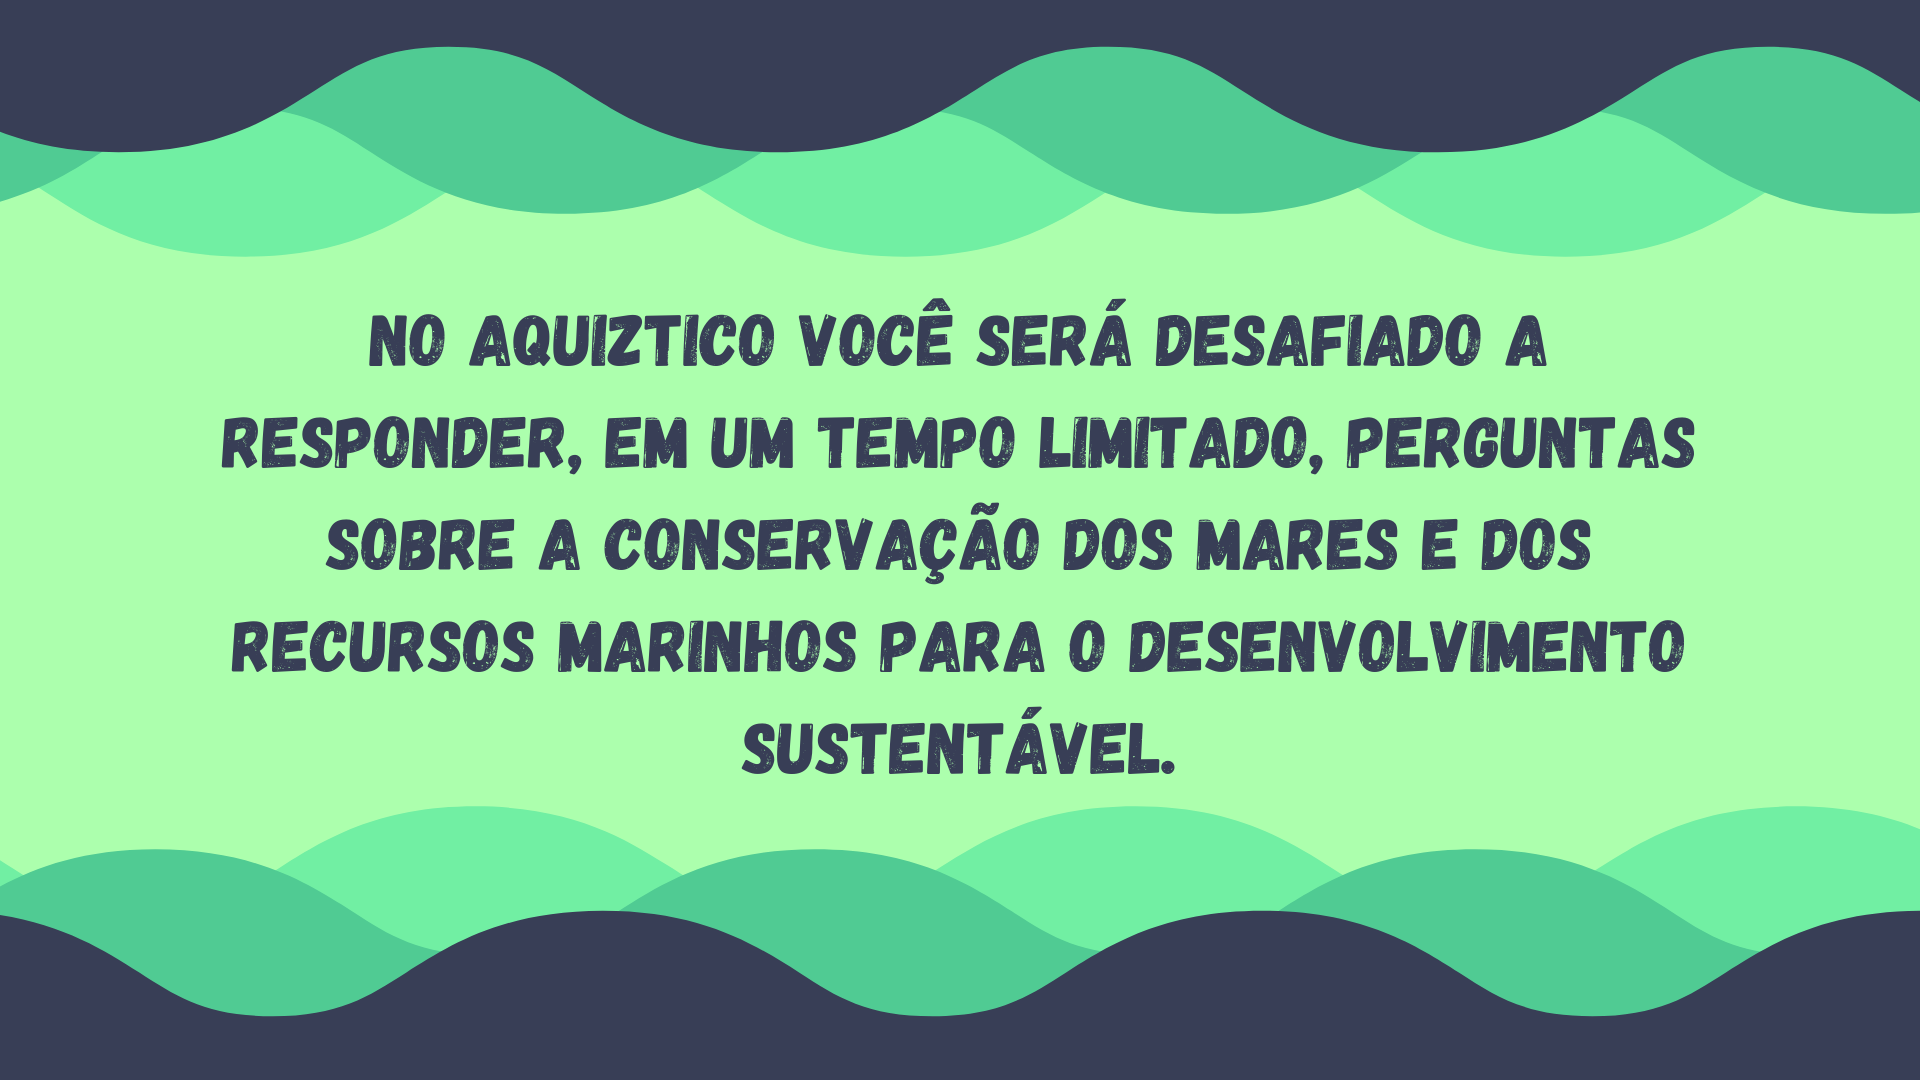 NO AQUIZTICO VOCÊ SERÁ DESAFIADO A
RESPONDER, EM UM TEMPO LIMITADO, PERGUNTAS
SOBRE A CONSERVAÇÃO DOS MARES E DOS
RECURSOS MARINHOS PARA O DESENVOLVIMENTO
SUSTENTÁVEL.